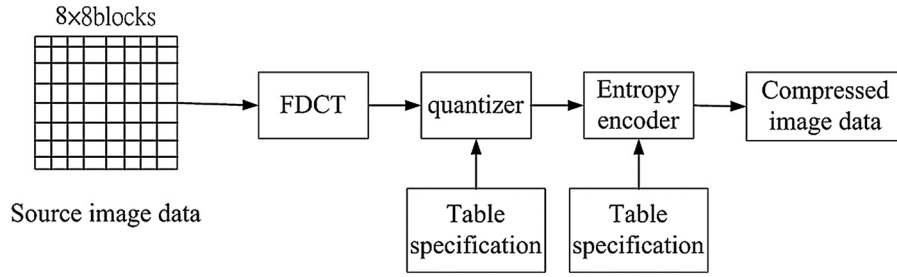 8×8blocks
FDCT
quantizer
Entropy
encoder
Compressed
image data
Source image data
Table
specification
Table
specification